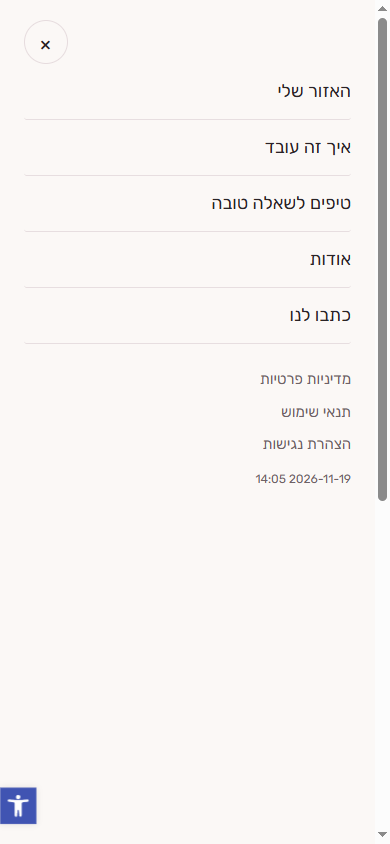 ×
האזור שלי
איך זה עובד
טיפים לשאלה טובה
אודות
כתבו לנו
מדיניות פרטיות
תנאי שימוש
הצהרת נגישות
14:05 2026-11-19